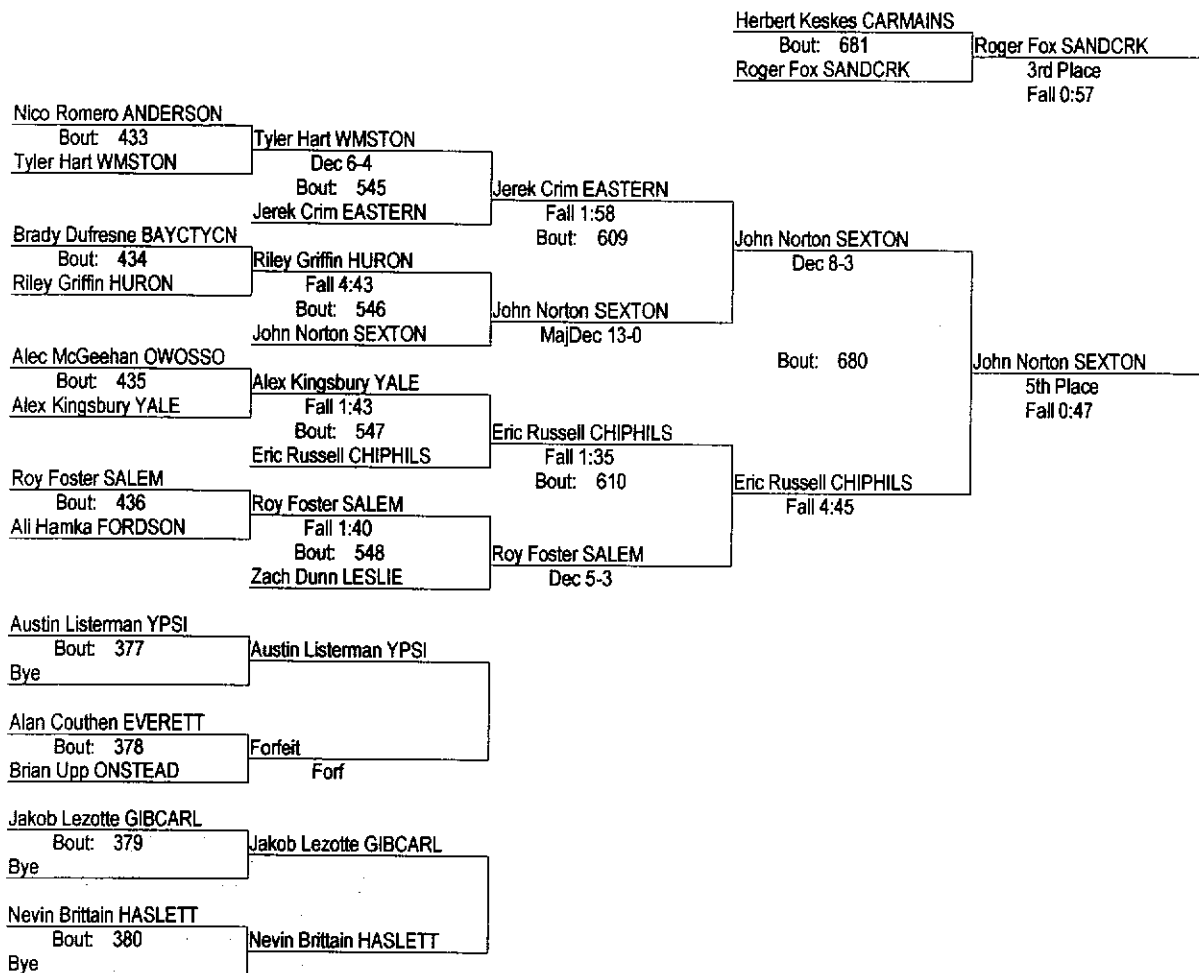 Herbert Keskes CARMAINS
Bout: 681
Roger Fox SANDCRK
Roger Fox SANDCRK
3rd Place
Fall 0:57
Nico Romero ANDERSON
Bout: 433
Tyler Hart WMSTON
Tyler Hart WMSTON
Dec 6-4
Bout: 545
Jerek Crim EASTERN
Jerek Crim EASTERN
Fall 1:58
Bout: 609
Brady Dufresne BAYCTYCN
Bout: 434
Riley Griffin HURON
Riley Griffin HURON
Fall 4:43
Bout: 546
John Norton SEXTON
John Norton SEXTON
MajDec 13-0
John Norton SEXTON
Dec 8-3
Bout: 680
John Norton SEXTON
5th Place
Fall 0:47
Alec McGeehan OWOSSO
Bout: 435
Alex Kingsbury YALE
Alex Kingsbury YALE
Fall 1:43
Bout: 547
Eric Russell CHIPHILS
Eric Russell CHIPHILS
Fall 1:35
Bout: 610
Eric Russell CHIPHILS
Fall 4:45
Roy Foster SALEM
Bout: 436
Ali Hamka FORDSON
Roy Foster SALEM
Fall 1:40
Bout: 548
Zach Dunn LESLIE
Roy Foster SALEM
Dec 5-3
Austin Listerman YPSI
Bout: 377
Bye
Austin Listerman YPSI
Alan Couthen EVERETT
Bout: 378
Brian Upp ONSTEAD
Forfeit
Forf
Jakob Lezotte GIBCARL
Bout: 379
Bye
Jakob Lezotte GIBCARL
Nevin Brittain HASLETT
Bout: 380
Bye
Nevin Brittain HASLETT